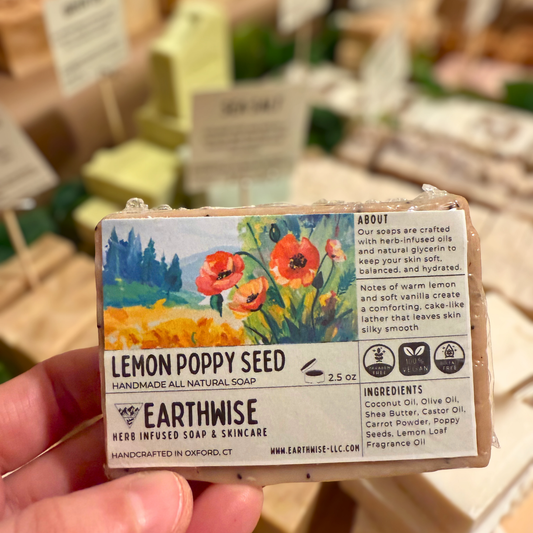 SEA SALT
ABOUT
Our soaps are crafted
with herb-infused oils
and natural glycerin to
keep your skin soft,
balanced, and hydrated.
Notes of warm lemon
and soft vanilla create
a comforting, cake-like
lather that leaves skin
silky smooth
LEMON POPPY SEED
HANDMADE ALL NATURAL SOAP
2.5 oz
100%
VEGAN
EARTHWISE
HERB INFUSED SOAP & SKINCARE
HANDCRAFTED IN OXFORD, CT
WWW.EARTHWISE-LLC.COM
INGREDIENTS
Coconut Oil, Olive Oil,
Shea Butter, Castor Oil,
Carrot Powder, Poppy
Seeds, Lemon Loaf
Fragrance Oil